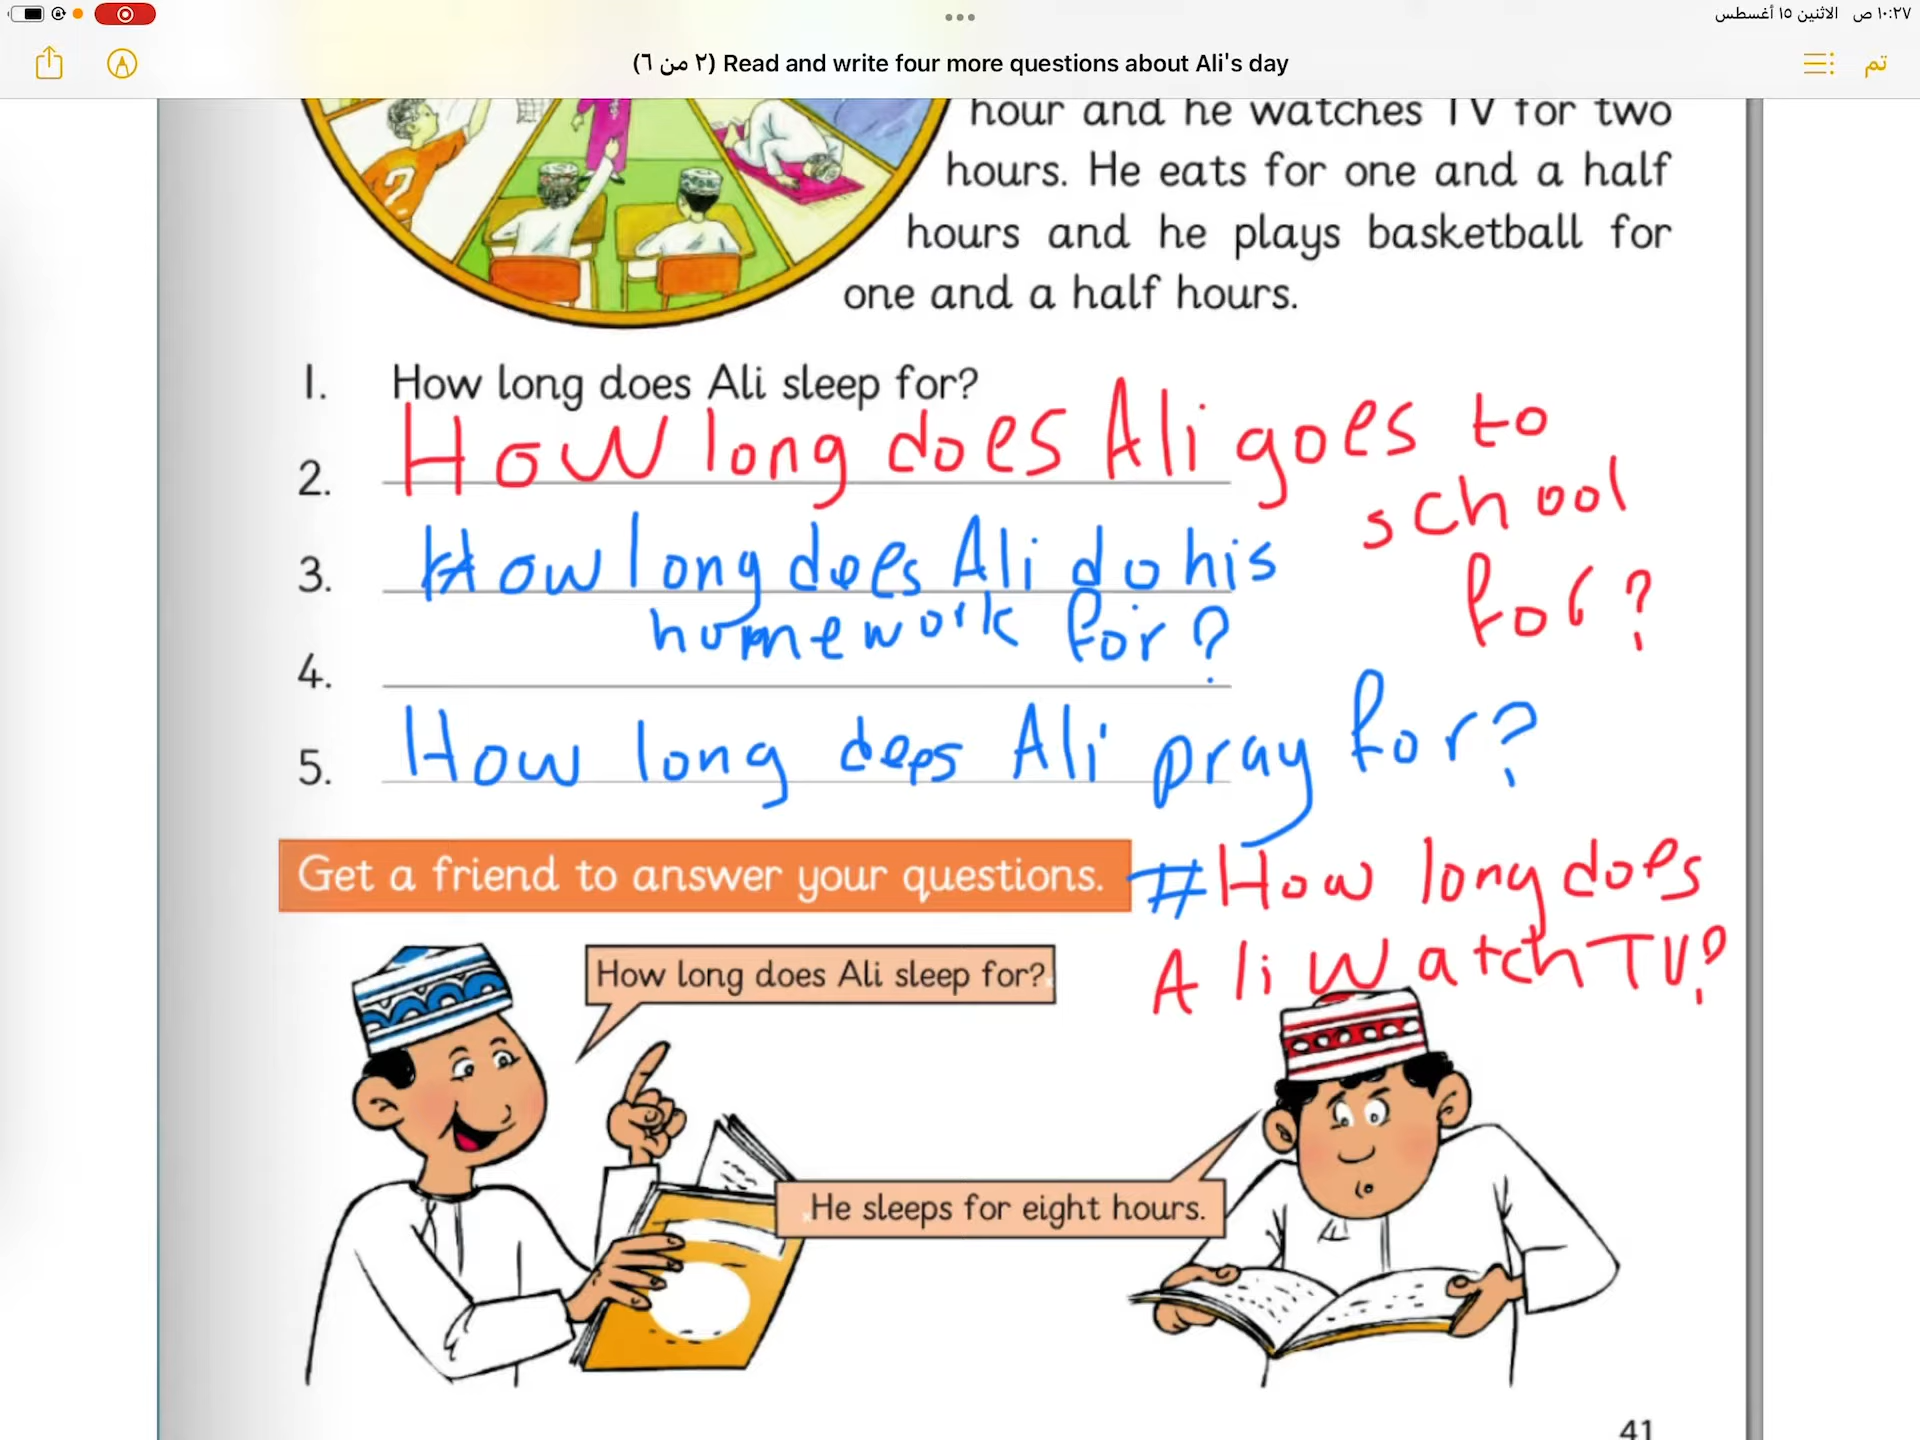 ١٠:٢٧ ص الاثنين ١٥ أغسطس
Read and write four more questions about Ali's day (٢ من ٦)
تم
hour and he watches TV for two
hours. He eats for one and a half
hours and he plays basketball for
one and a half hours.
1. How long does Ali sleep for?
2. How long does Ali goes to
school
for?
3. How long does Ali do his
homework for?
4.
5. How long does Ali pray for?
Get a friend to answer your questions.
# How long does
Ali watch TV?
How long does Ali sleep for?
He sleeps for eight hours.
41